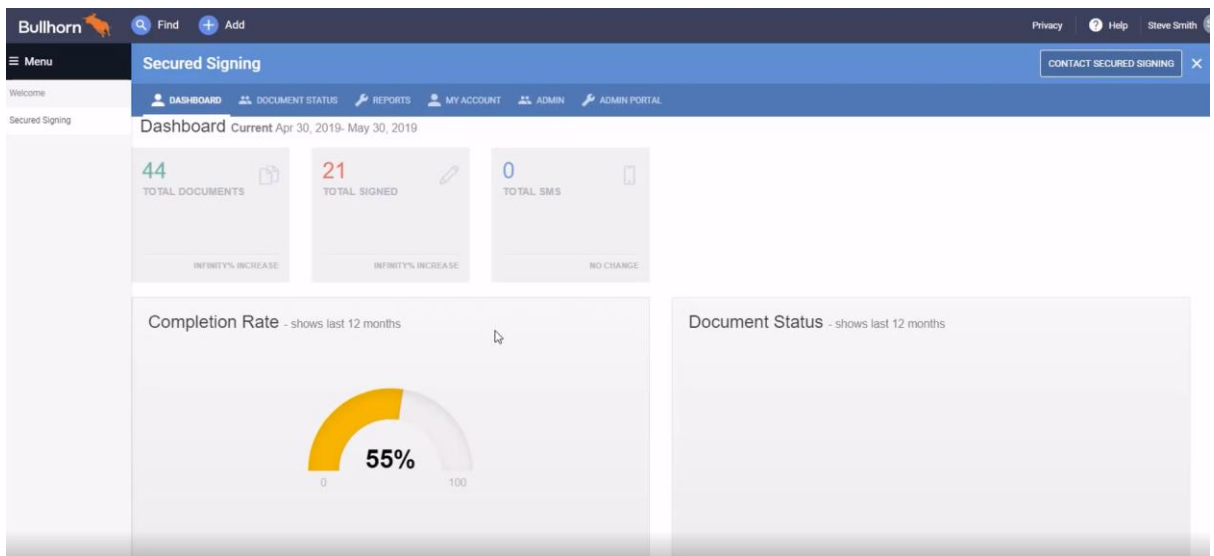 Bullhorn Find Add Privacy ? Help Steve Smith
Menu
Secured Signing CONTACT SECURED SIGNING
Welcome
Secured Signing
DASHBOARD DOCUMENT STATUS REPORTS MY ACCOUNT ADMIN ADMIN PORTAL
Dashboard Current Apr 30, 2019- May 30, 2019
44
TOTAL DOCUMENTS
INFINITY% INCREASE
21
TOTAL SIGNED
INFINITY% INCREASE
0
TOTAL SMS
NO CHANGE
Completion Rate - shows last 12 months
55%
0 100
Document Status - shows last 12 months